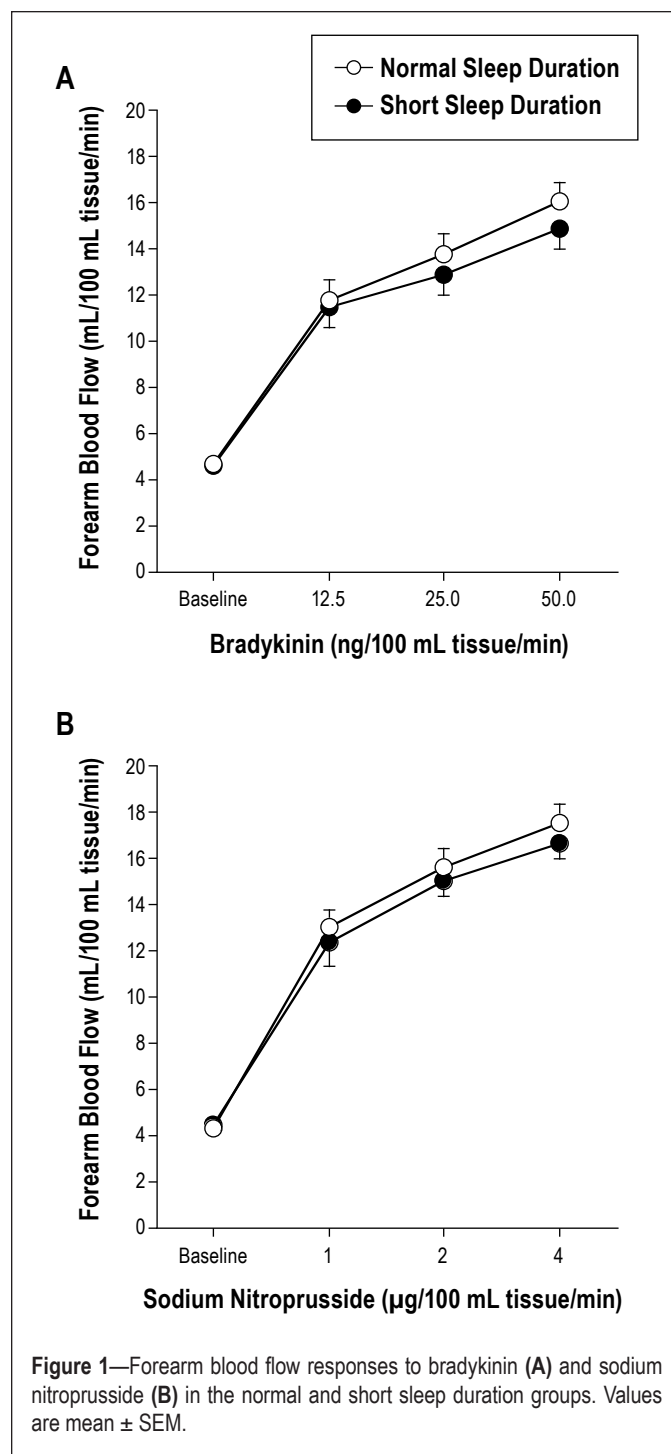 Normal Sleep Duration
Short Sleep Duration
A
Forearm Blood Flow (mL/100 mL tissue/min)
20
18
16
14
12
10
8
6
4
2
0
Baseline 12.5 25.0 50.0
Bradykinin (ng/100 mL tissue/min)
B
Forearm Blood Flow (mL/100 mL tissue/min)
20
18
16
14
12
10
8
6
4
2
0
Baseline 1 2 4
Sodium Nitroprusside (µg/100 mL tissue/min)
Figure 1—Forearm blood flow responses to bradykinin (A) and sodium
nitroprusside (B) in the normal and short sleep duration groups. Values
are mean ± SEM.